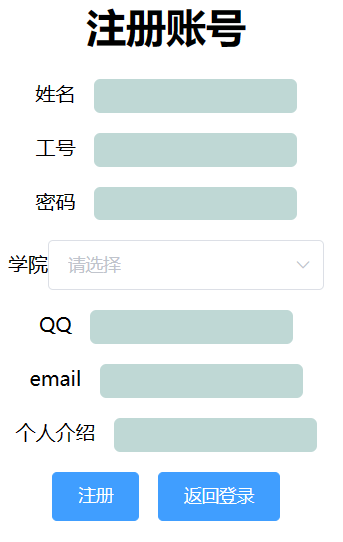 注册账号
姓名
工号
密码
学院 请选择
QQ
email
个人介绍
注册 返回登录